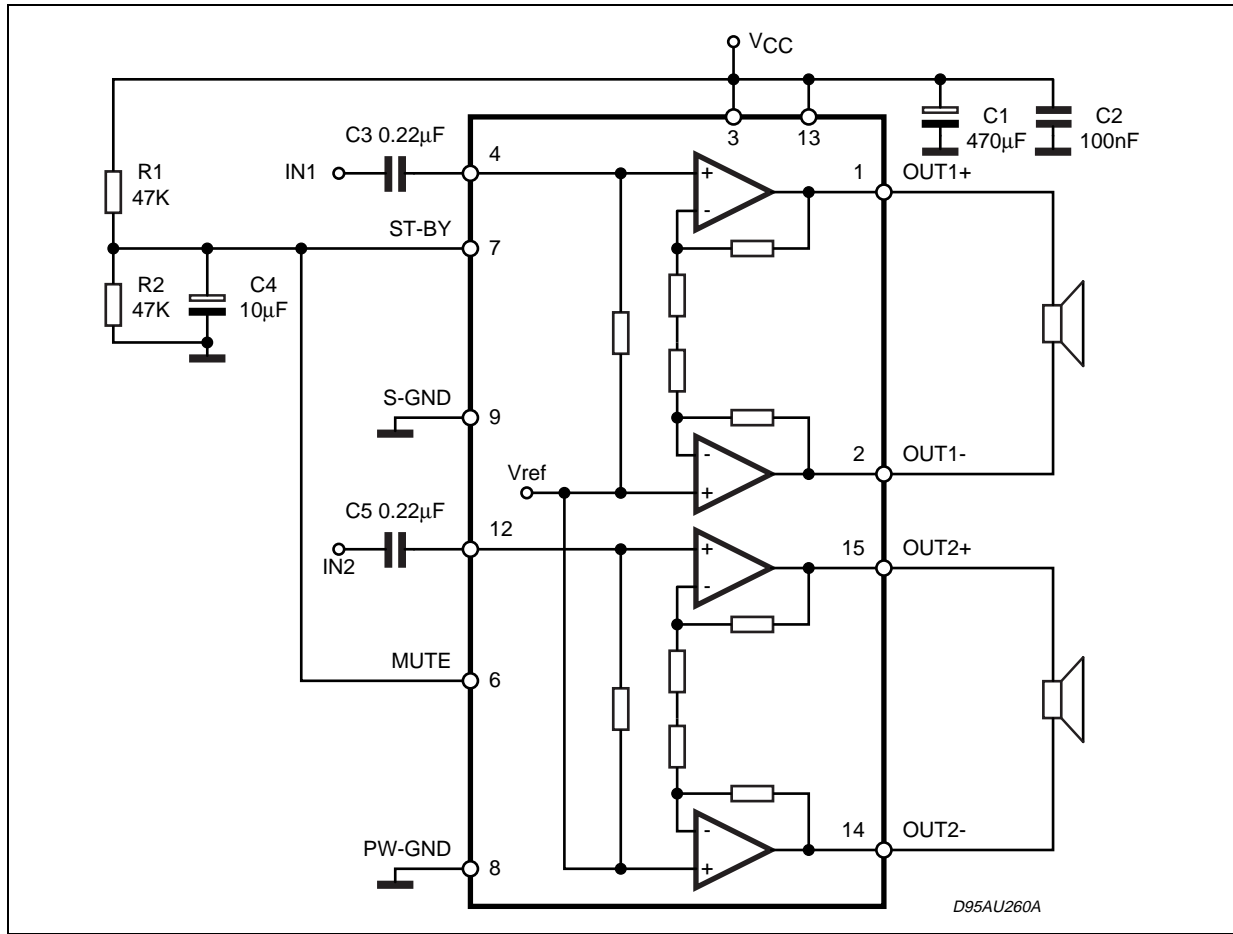 VCC
C3 0.22µF
4
3
13
C1
470µF
C2
100nF
IN1
+
-
1
OUT1+
R1
47K
ST-BY
7
R2
47K
C4
10µF
S-GND
9
-
+
2
OUT1-
Vref
C5 0.22µF
12
IN2
+
-
15
OUT2+
MUTE
6
-
+
14
OUT2-
PW-GND
8
D95AU260A